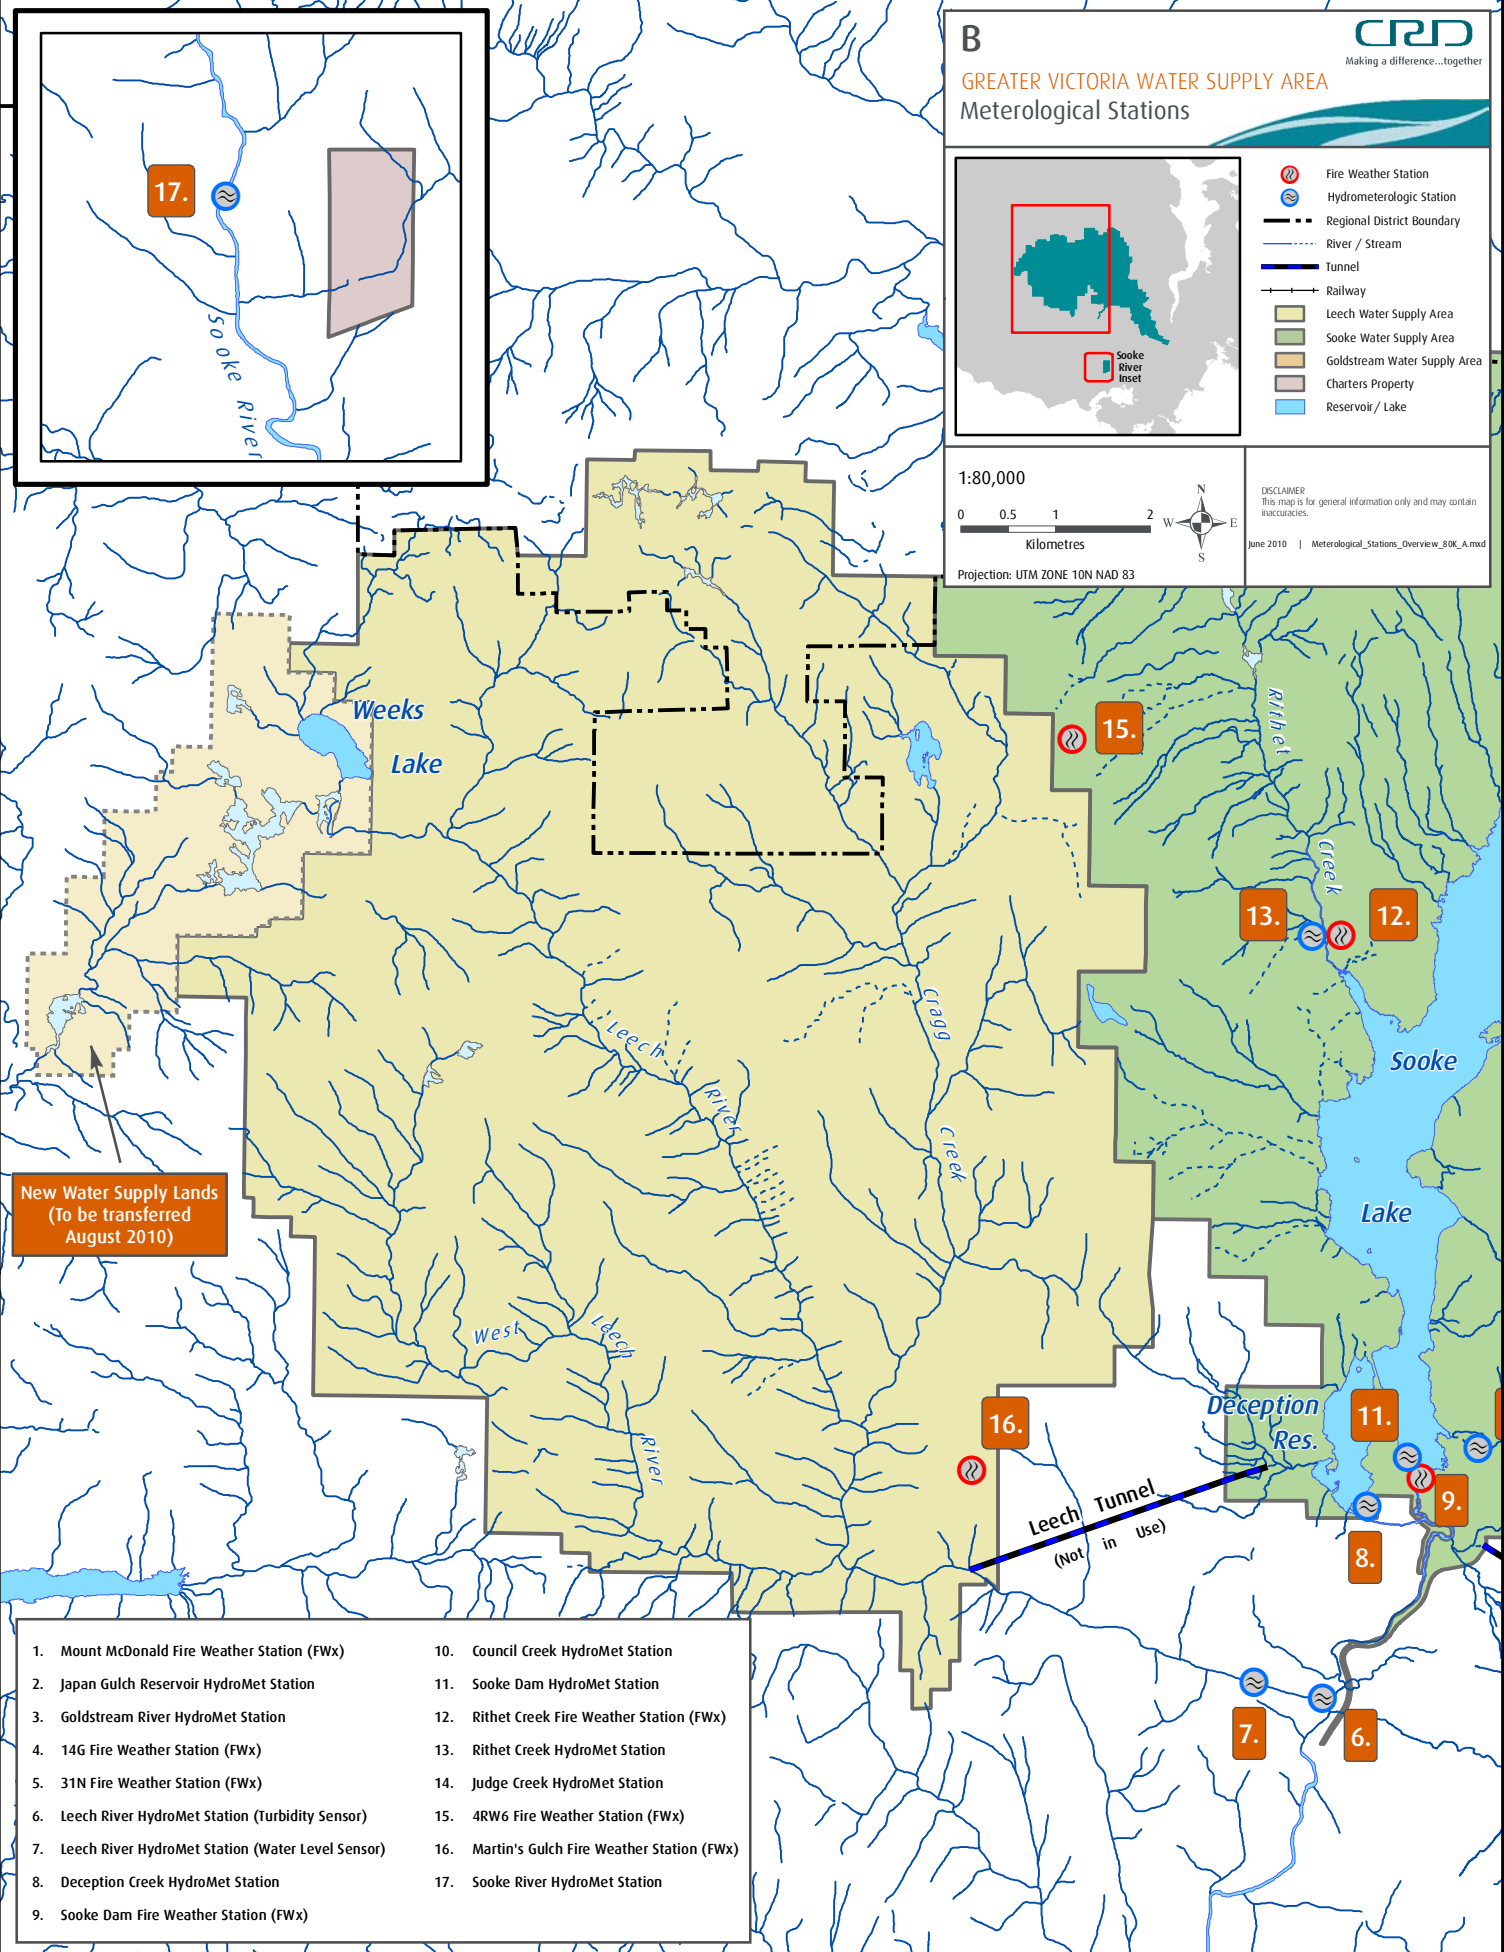 17.
Sooke River
B
CRD
Making a difference...together
GREATER VICTORIA WATER SUPPLY AREA
Meterological Stations
Sooke
River
Inset
Fire Weather Station
Hydrometerologic Station
Regional District Boundary
River / Stream
Tunnel
Railway
Leech Water Supply Area
Sooke Water Supply Area
Goldstream Water Supply Area
Charters Property
Reservoir/ Lake
1:80,000
0 0.5 1 2
Kilometres
Projection: UTM ZONE 10N NAD 83
N
W E
S
DISCLAIMER
This map is for general information only and may contain
inaccuracies.
June 2010 | Meterological_Stations_Overview_80K_A.mxd
Weeks
Lake
15.
Rithet
Creek
13.
12.
Sooke
Lake
Leech
River
Cragg
Creek
New Water Supply Lands
(To be transferred
August 2010)
West
Leech
River
16.
Deception
Res.
11.
9.
8.
Leech Tunnel
(Not in Use)
7.
6.
1. Mount McDonald Fire Weather Station (FWx)
2. Japan Gulch Reservoir HydroMet Station
3. Goldstream River HydroMet Station
4. 14G Fire Weather Station (FWx)
5. 31N Fire Weather Station (FWx)
6. Leech River HydroMet Station (Turbidity Sensor)
7. Leech River HydroMet Station (Water Level Sensor)
8. Deception Creek HydroMet Station
9. Sooke Dam Fire Weather Station (FWx)
10. Council Creek HydroMet Station
11. Sooke Dam HydroMet Station
12. Rithet Creek Fire Weather Station (FWx)
13. Rithet Creek HydroMet Station
14. Judge Creek HydroMet Station
15. 4RW6 Fire Weather Station (FWx)
16. Martin's Gulch Fire Weather Station (FWx)
17. Sooke River HydroMet Station